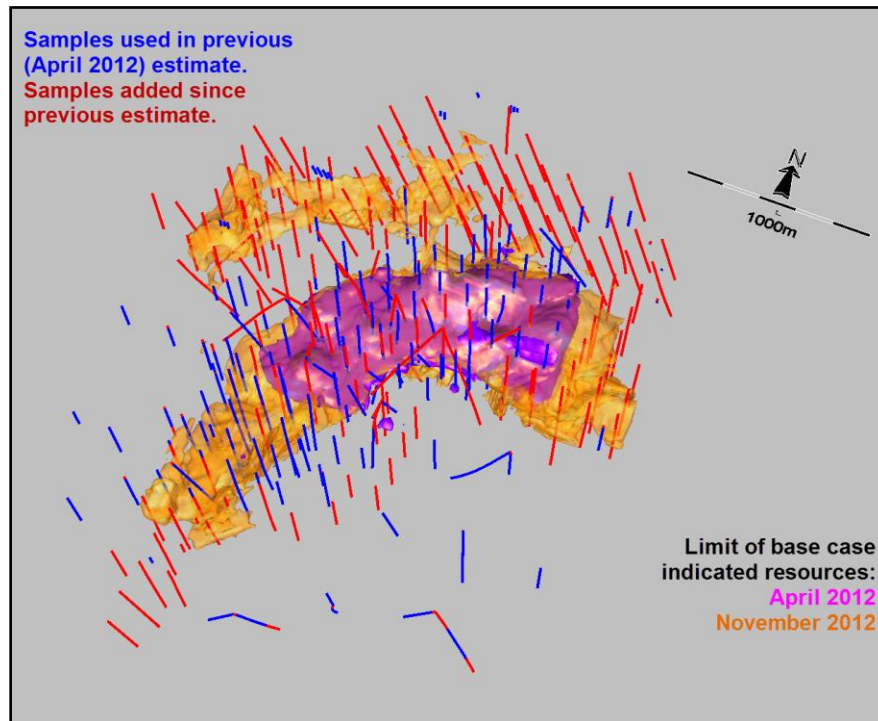 Samples used in previous
(April 2012) estimate.
Samples added since
previous estimate.
N
1000m
Limit of base case
indicated resources:
April 2012
November 2012